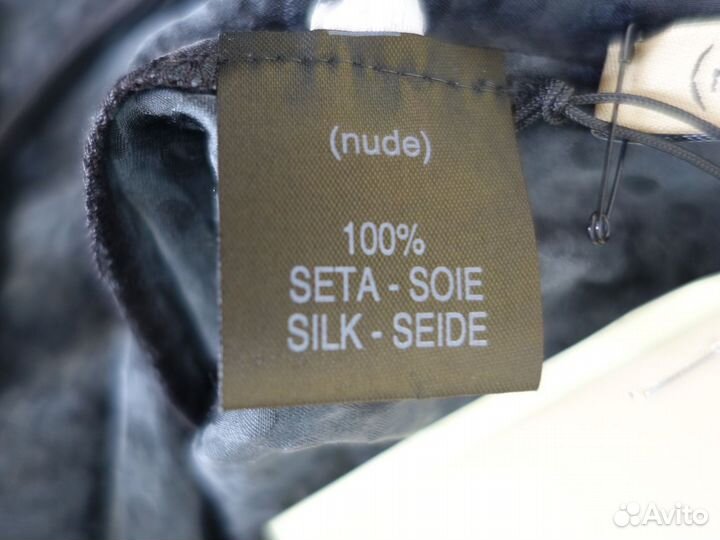 (nude)
100%
SETA - SOIE
SILK - SEIDE
Avito